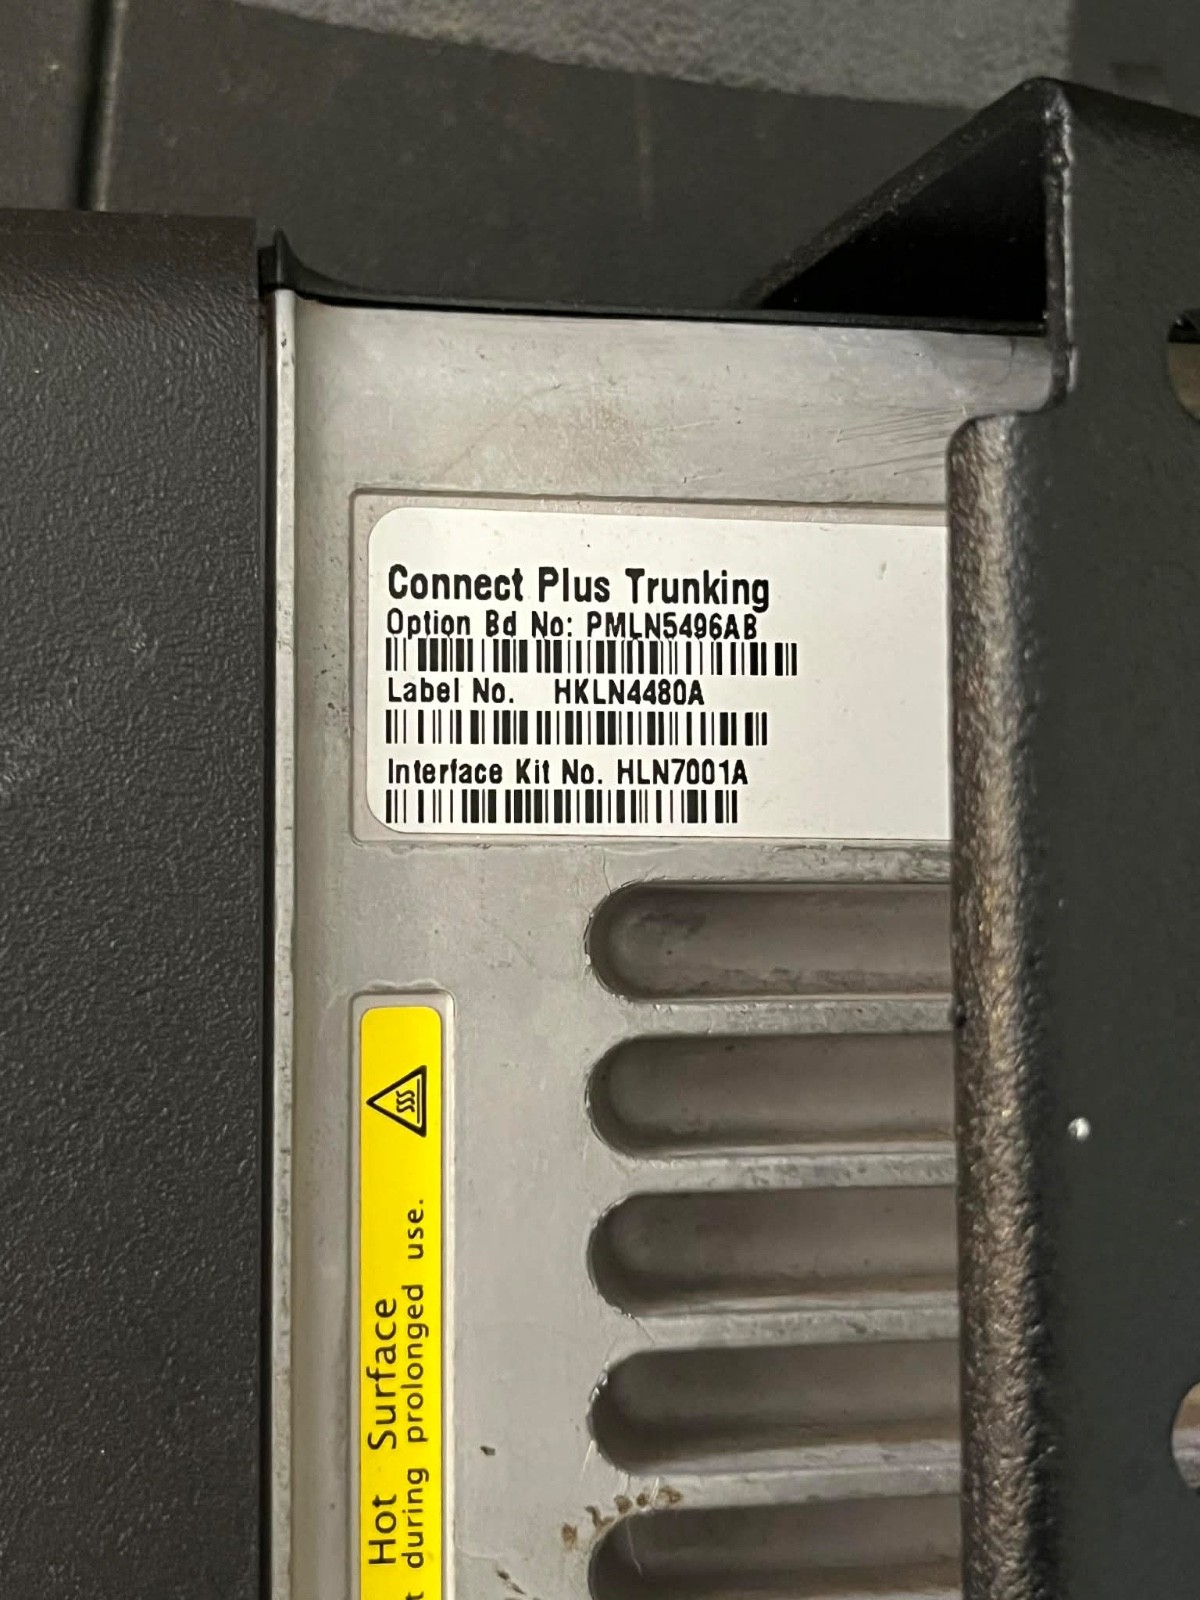 Connect Plus Trunking
Option Bd No: PMLN5496AB
Label No. HKLN4480A
Interface Kit No. HLN7001A
Hot Surface
during prolonged use.